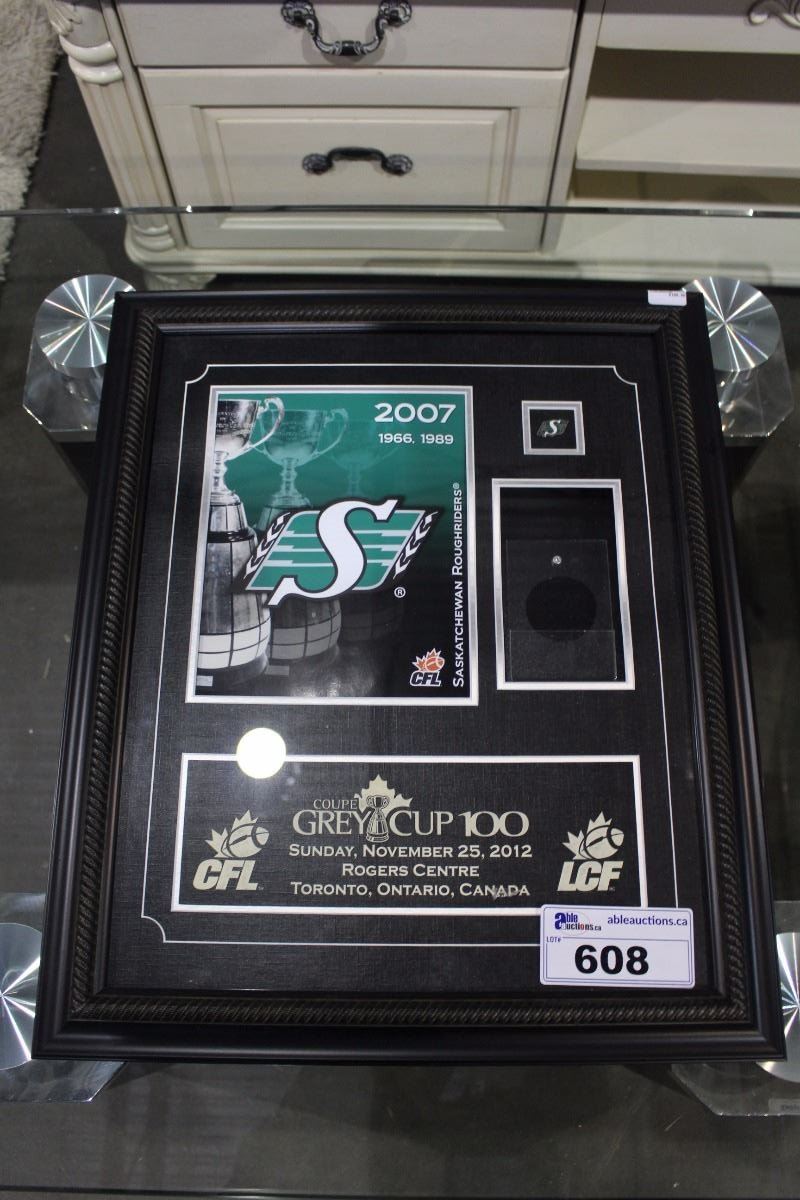 2007
1966, 1989
S
S
SASKATCHEWAN ROUGHRIDERS®
®
CFL
COUPE
GREY CUP 100
SUNDAY, NOVEMBER 25, 2012
ROGERS CENTRE
TORONTO, ONTARIO, CANADA
CFL
LCF
able auctions.ca
ableauctions.ca
LOT#
608